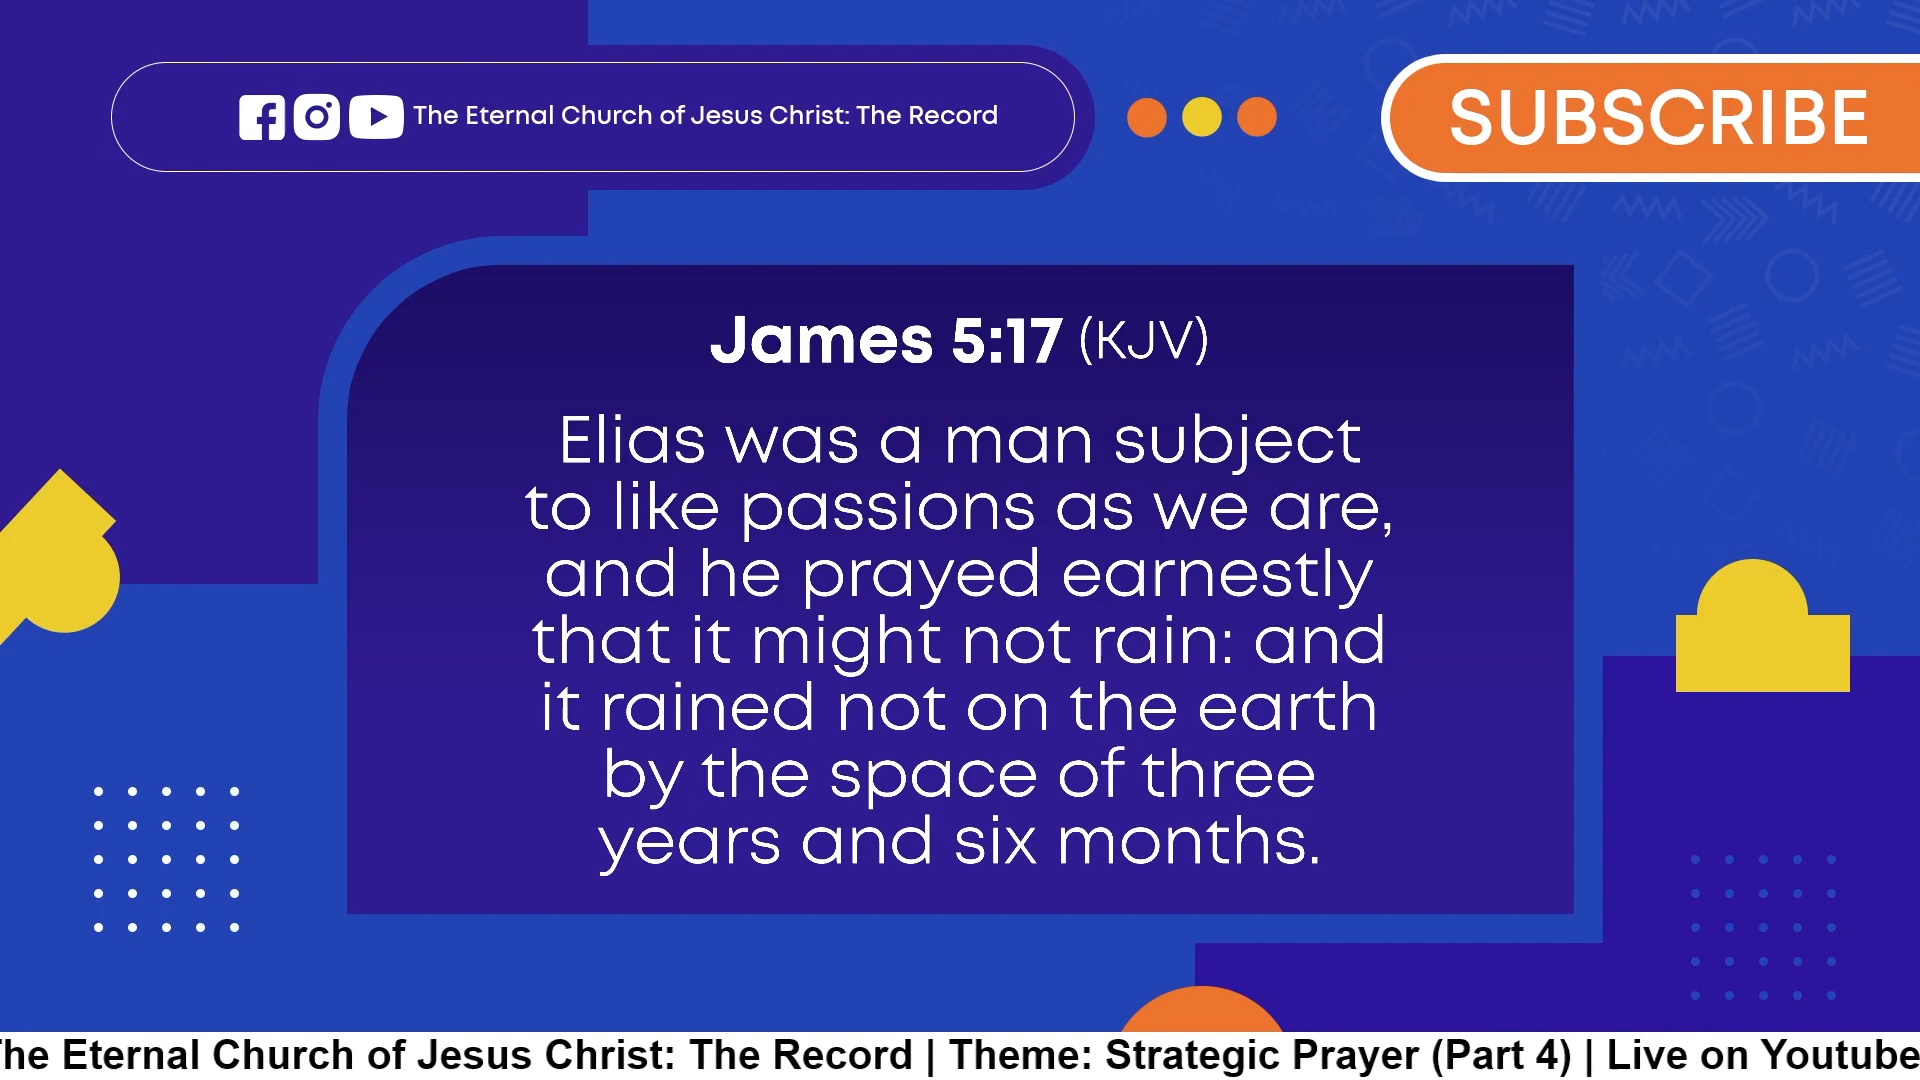 The Eternal Church of Jesus Christ: The Record
SUBSCRIBE
James 5:17 (KJV)
Elias was a man subject
to like passions as we are,
and he prayed earnestly
that it might not rain: and
it rained not on the earth
by the space of three
years and six months.
The Eternal Church of Jesus Christ: The Record | Theme: Strategic Prayer (Part 4) | Live on Youtube